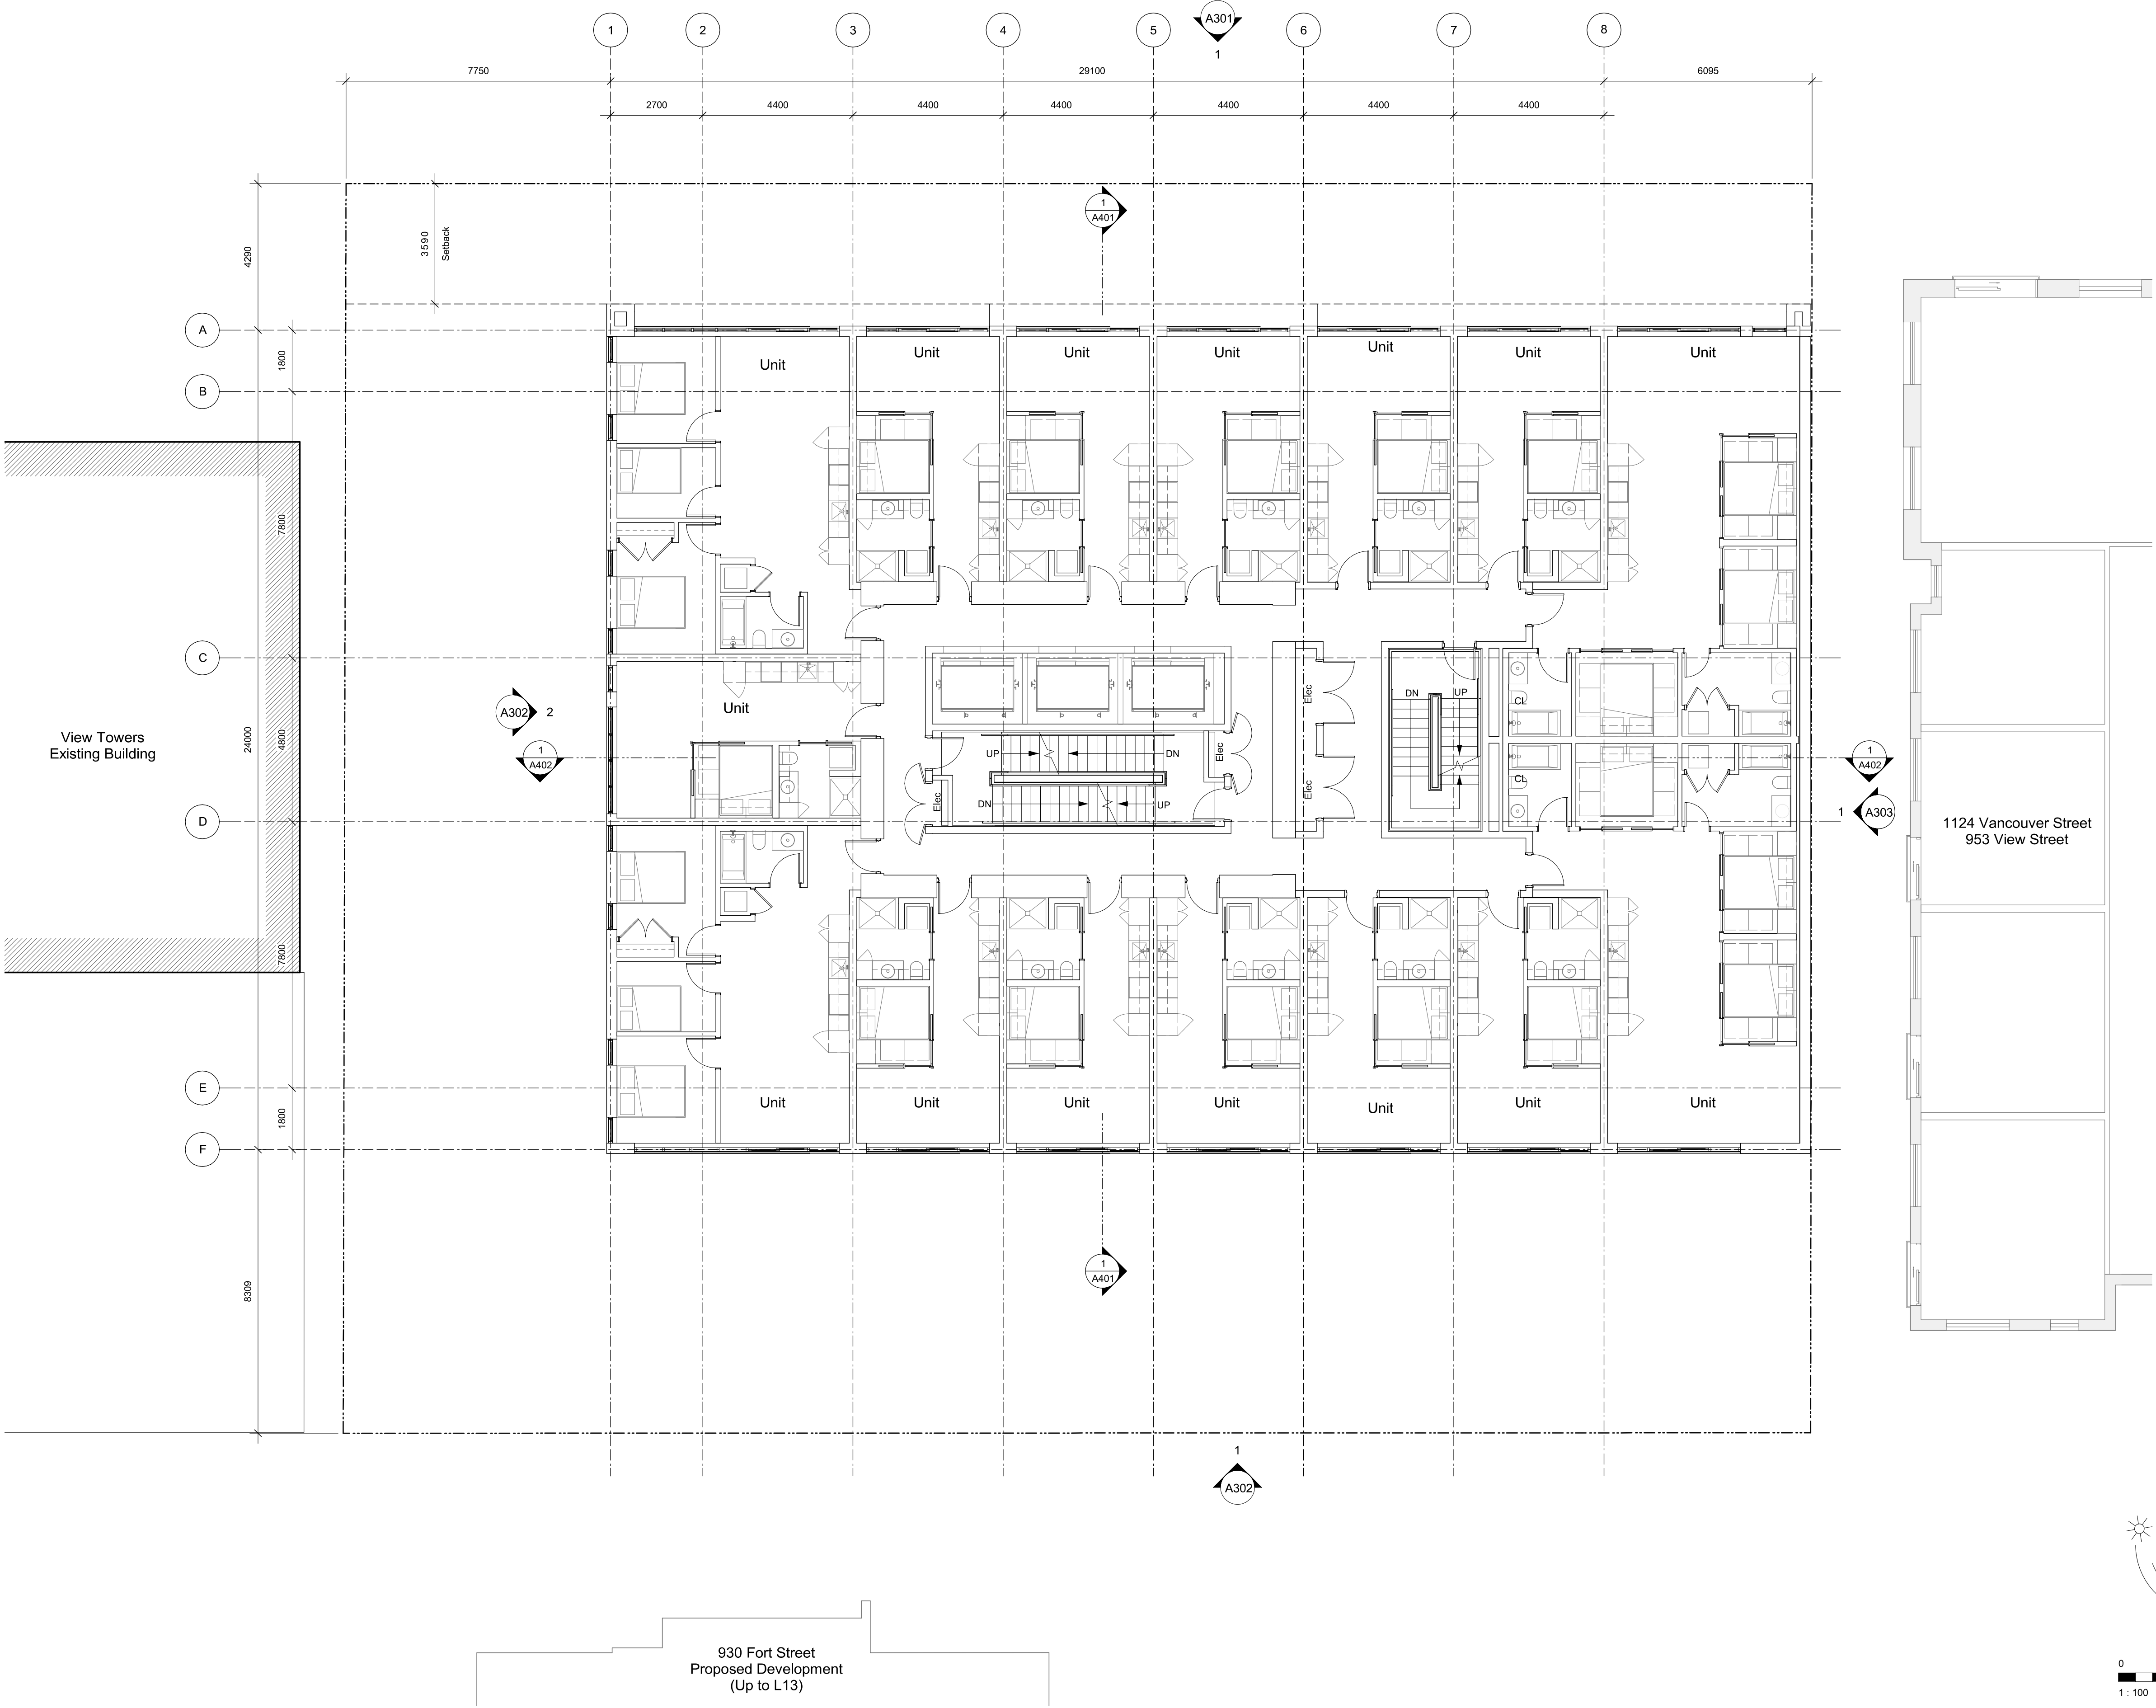 A301
1
1
2
3
4
5
6
7
8
7750
29100
6095
2700
4400
4400
4400
4400
4400
4400
4290
3590
Setback
1
A401
A
1800
Unit
Unit
Unit
Unit
Unit
Unit
Unit
B
7800
C
DN
UP
CL
Elec
A302
2
Unit
View Towers
Existing Building
24000
4800
1
A402
UP
DN
Elec
1
A402
CL
Elec
Elec
DN
UP
D
1
A303
1124 Vancouver Street
953 View Street
7800
E
1800
Unit
Unit
Unit
Unit
Unit
Unit
Unit
F
1
A401
8309
1
A302
930 Fort Street
Proposed Development
(Up to L13)
0
1 : 100